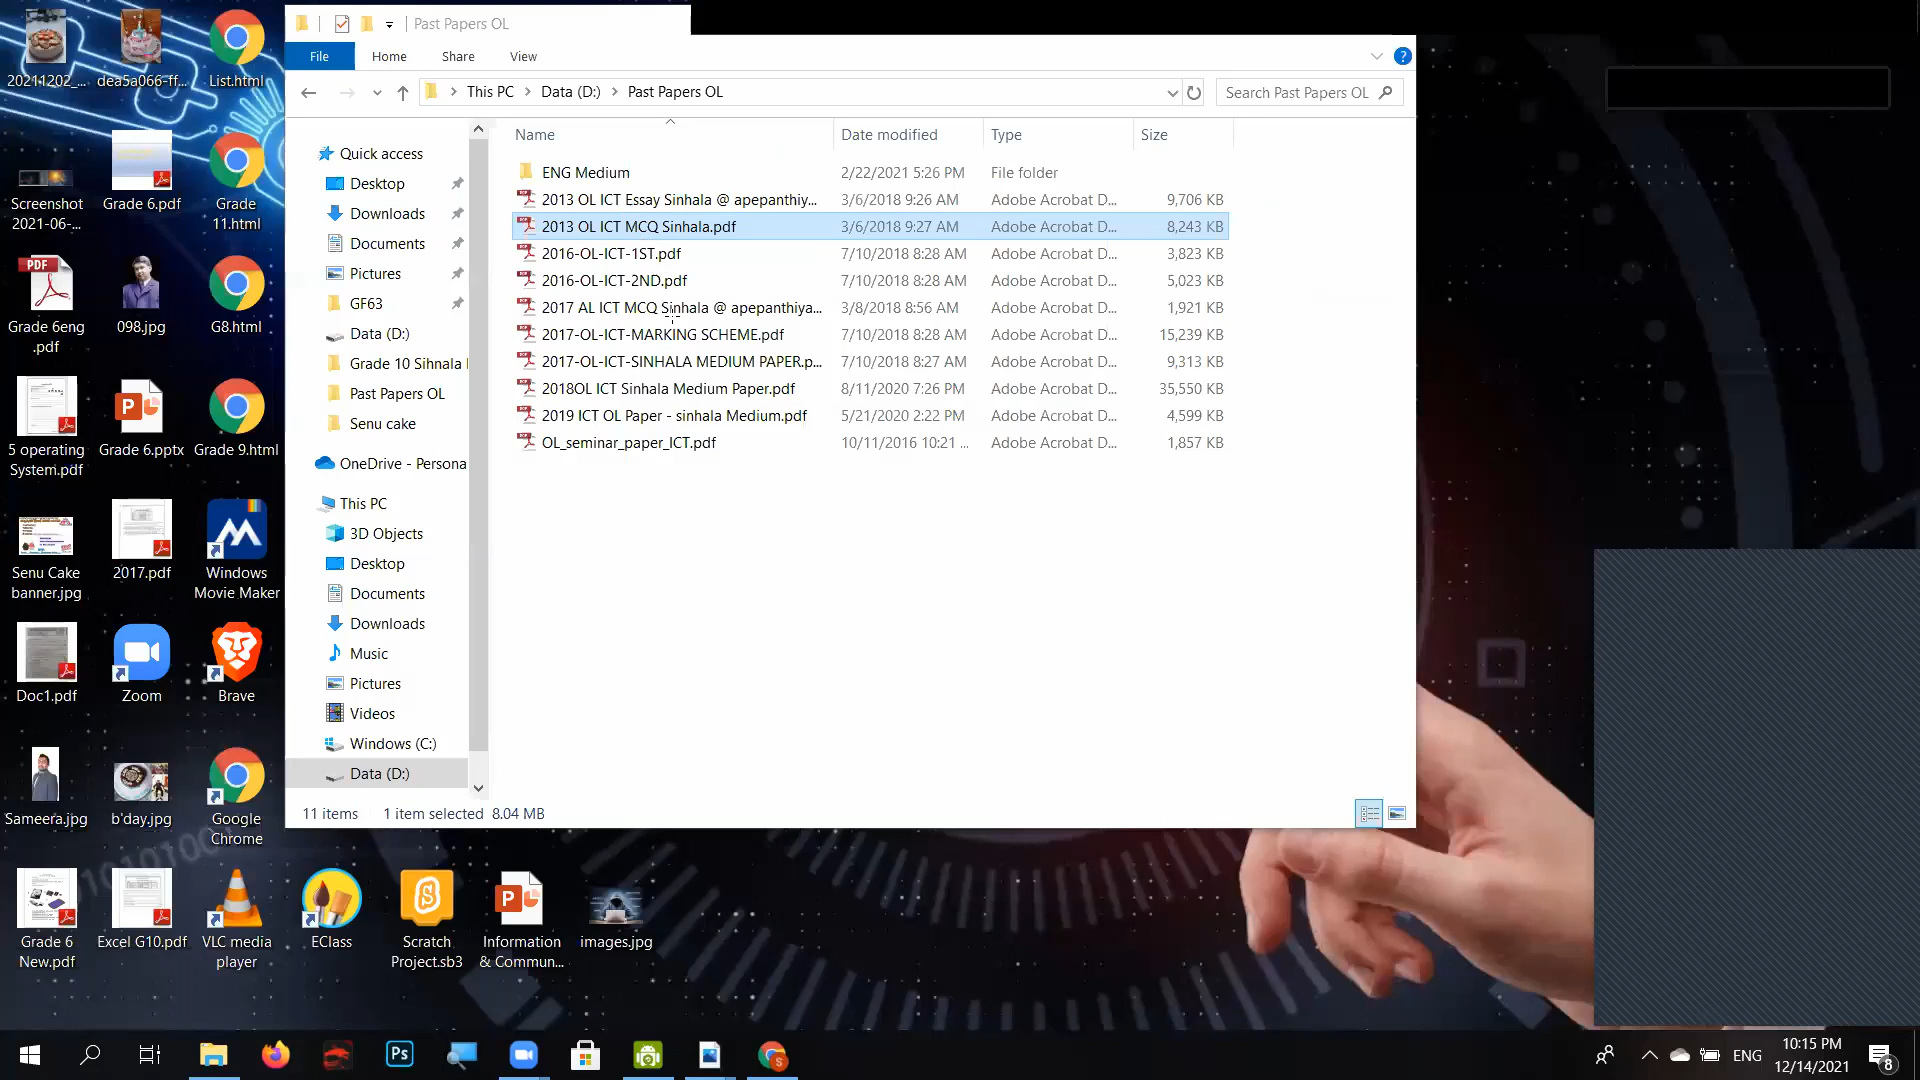 Past Papers OL
File
Home
Share
View
This PC
Data (D:)
Past Papers OL
Search Past Papers OL
Name
Date modified
Type
Size
ENG Medium 2/22/2021 5:26 PM File folder
2013 OL ICT Essay Sinhala @ apepanthiy... 3/6/2018 9:26 AM Adobe Acrobat D... 9,706 KB
2013 OL ICT MCQ Sinhala.pdf 3/6/2018 9:27 AM Adobe Acrobat D... 8,243 KB
2016-OL-ICT-1ST.pdf 7/10/2018 8:28 AM Adobe Acrobat D... 3,823 KB
2016-OL-ICT-2ND.pdf 7/10/2018 8:28 AM Adobe Acrobat D... 5,023 KB
2017 AL ICT MCQ Sinhala @ apepanthiya... 3/8/2018 8:56 AM Adobe Acrobat D... 1,921 KB
2017-OL-ICT-MARKING SCHEME.pdf 7/10/2018 8:28 AM Adobe Acrobat D... 15,239 KB
2017-OL-ICT-SINHALA MEDIUM PAPER.p... 7/10/2018 8:27 AM Adobe Acrobat D... 9,313 KB
2018OL ICT Sinhala Medium Paper.pdf 8/11/2020 7:26 PM Adobe Acrobat D... 35,550 KB
2019 ICT OL Paper - sinhala Medium.pdf 5/21/2020 2:22 PM Adobe Acrobat D... 4,599 KB
OL_seminar_paper_ICT.pdf 10/11/2016 10:21 ... Adobe Acrobat D... 1,857 KB
Quick access
Desktop
Downloads
Documents
Pictures
GF63
Data (D:)
Grade 10 Sihnala
Past Papers OL
Senu cake
OneDrive - Persona
This PC
3D Objects
Desktop
Documents
Downloads
Music
Pictures
Videos
Windows (C:)
Data (D:)
11 items
1 item selected 8.04 MB
20211202_...
dea5a066-ff...
List.html
Screenshot
2021-06-...
Grade 6.pdf
Grade
11.html
PDF
Grade 6eng
.pdf
098.jpg
G8.html
5 operating
System.pdf
Grade 6.pptx
Grade 9.html
Senu Cake
banner.jpg
2017.pdf
Windows
Movie Maker
Doc1.pdf
Zoom
Brave
Sameera.jpg
b'day.jpg
Google
Chrome
Grade 6
New.pdf
Excel G10.pdf
VLC media
player
EClass
Scratch
Project.sb3
Information
& Commun...
images.jpg
Ps
ENG
10:15 PM
12/14/2021
8